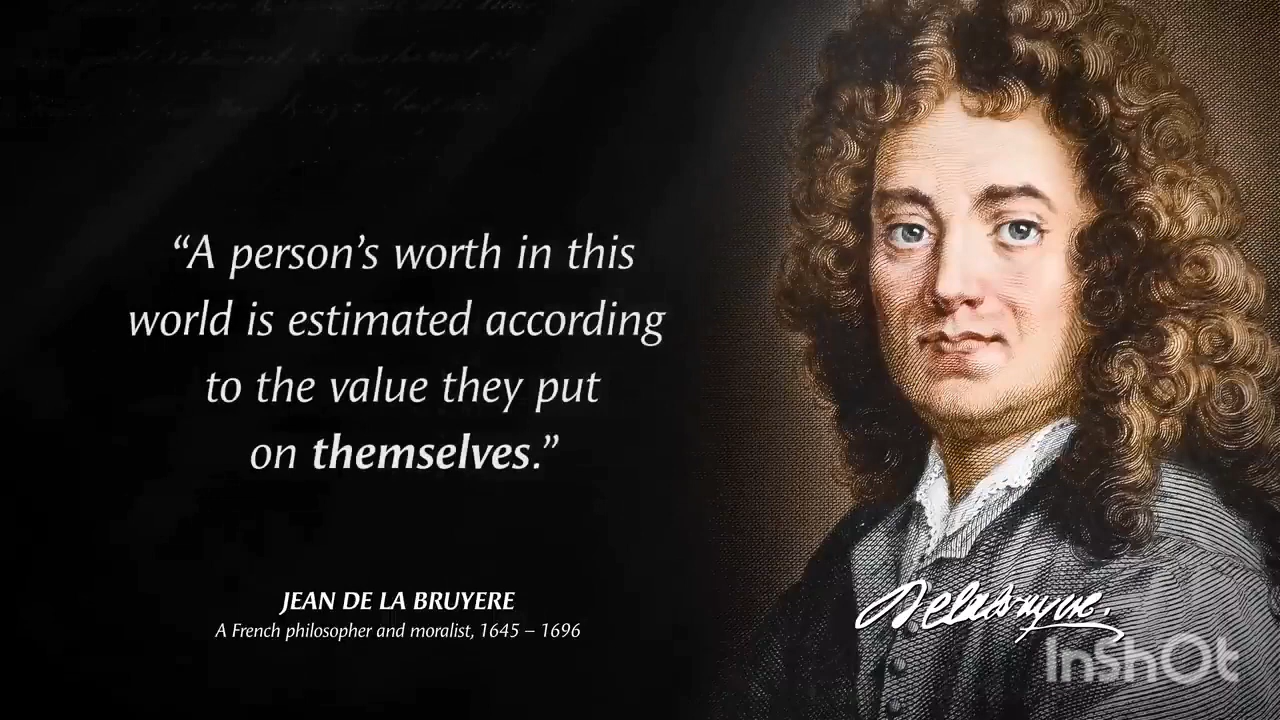 “A person’s worth in this
world is estimated according
to the value they put
on themselves.”
JEAN DE LA BRUYERE
A French philosopher and moralist, 1645 – 1696
Delabruyere.
InShOt